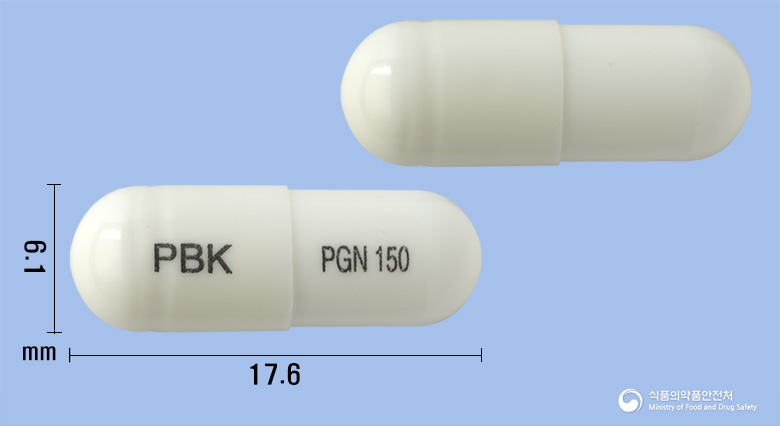 PBK
PGN 150
6.1
mm
17.6
식품의약품안전처
Ministry of Food and Drug Safety